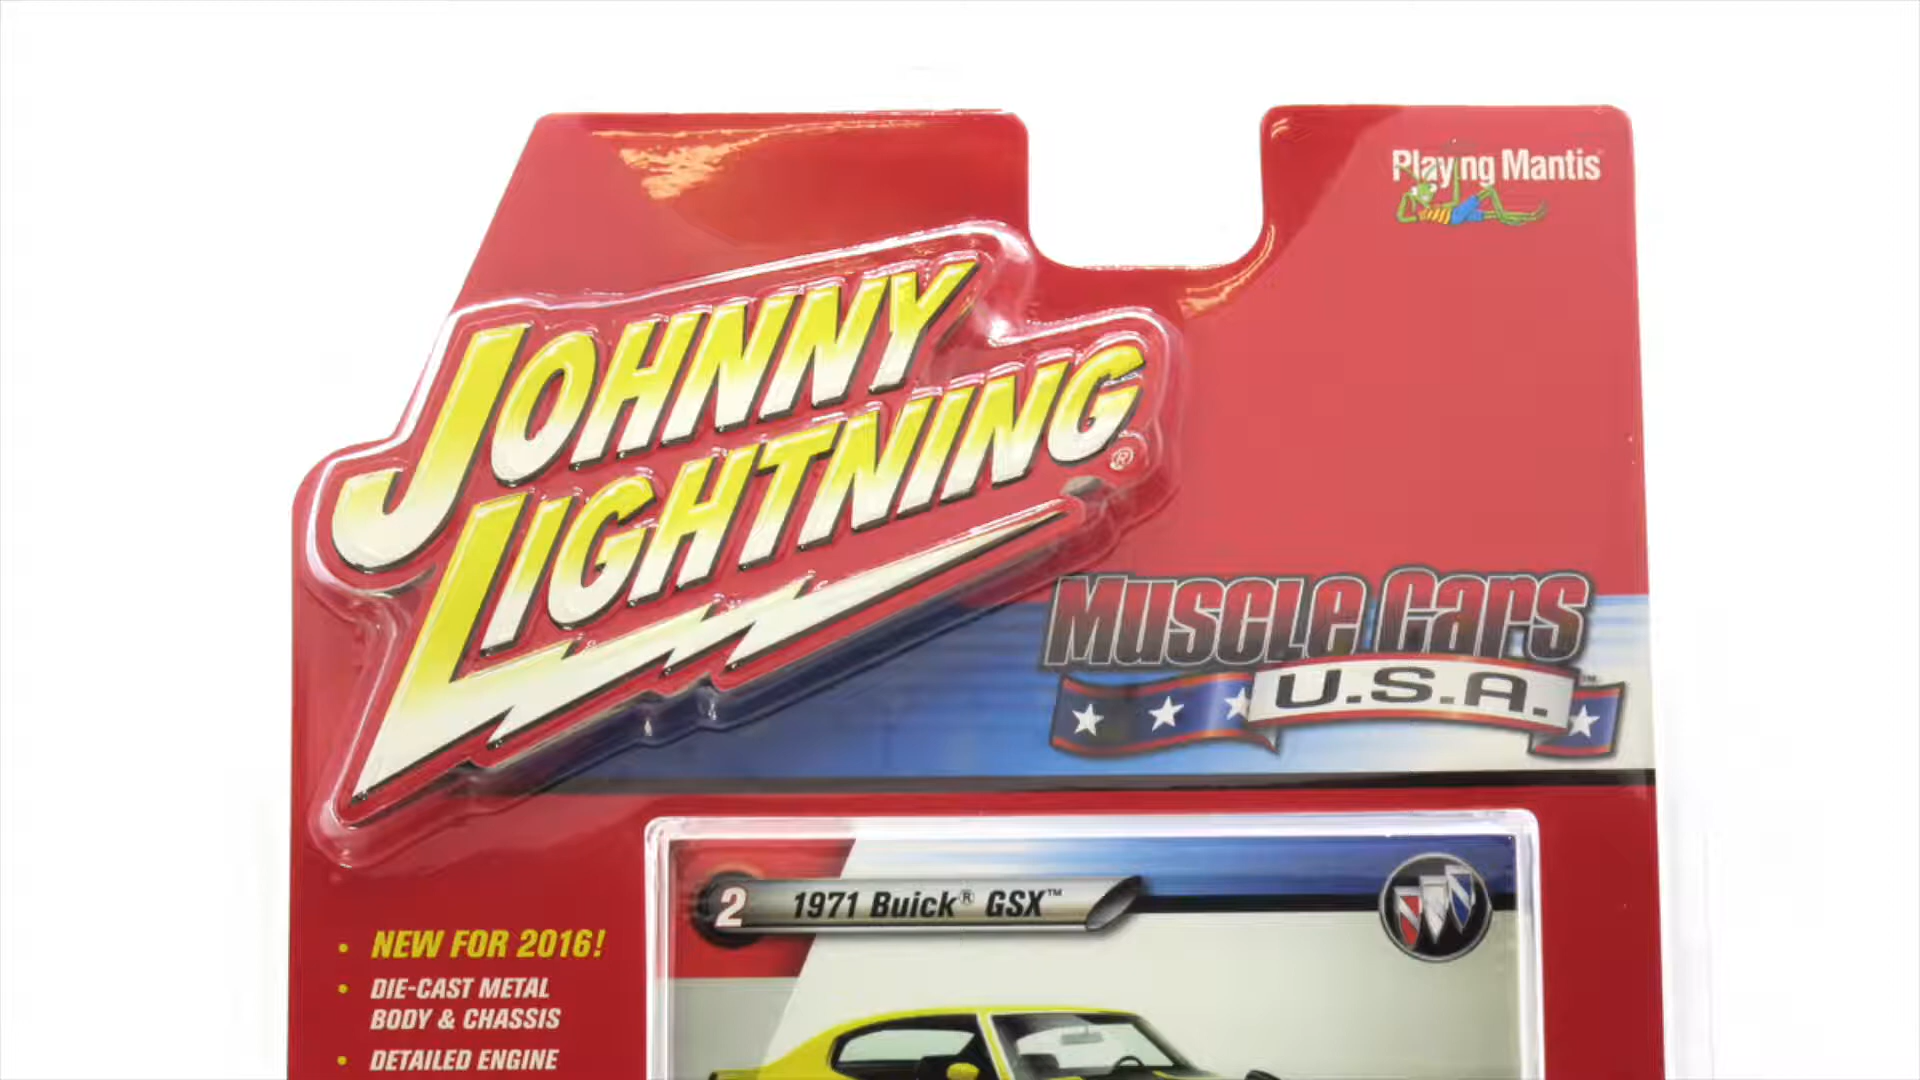 Playing Mantis
JOHNNY
LIGHTNING®
MUSCLE CARS
U.S.A.™
2 1971 Buick® GSX™
• NEW FOR 2016!
• DIE-CAST METAL
BODY & CHASSIS
• DETAILED ENGINE